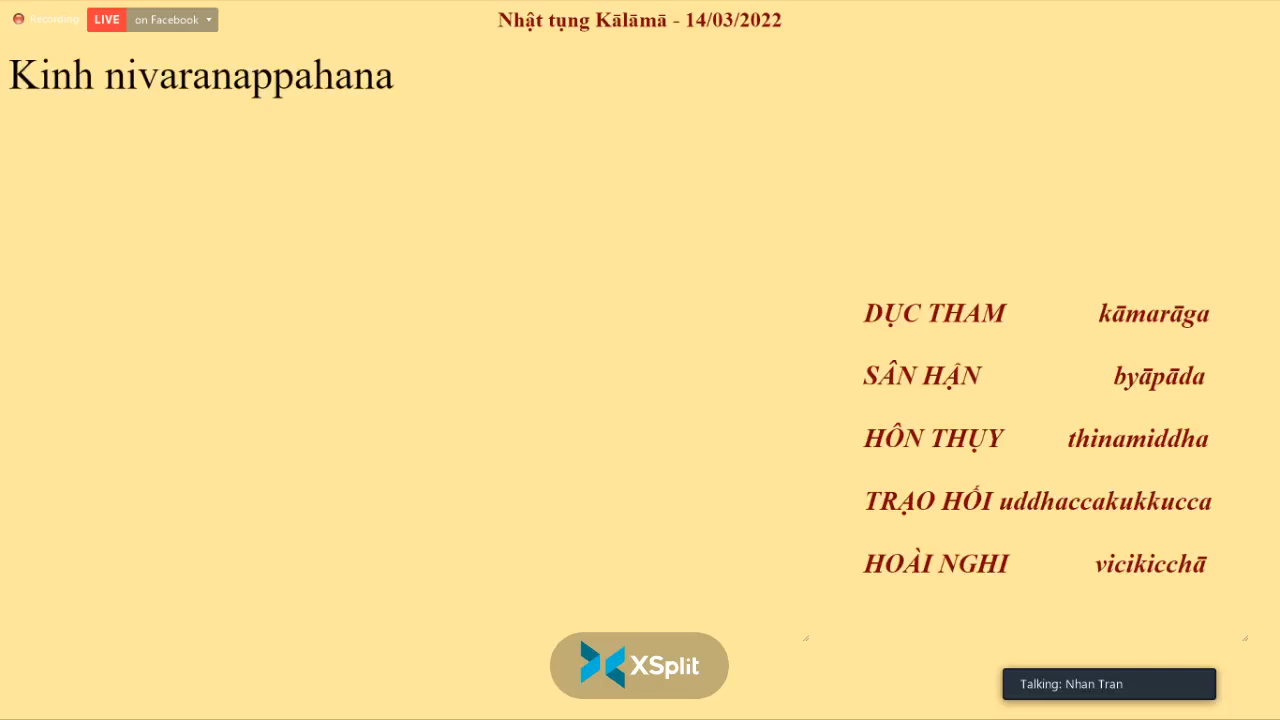 Recording LIVE on Facebook
Nhật tụng Kālāmā - 14/03/2022
Kinh nivaranappahana
DỤC THAM kāmarāga
SÂN HẬN byāpāda
HÔN THỤY thinamiddha
TRẠO HỐI uddhaccakukkucca
HOÀI NGHI vicikicchā
XSplit
Talking: Nhan Tran